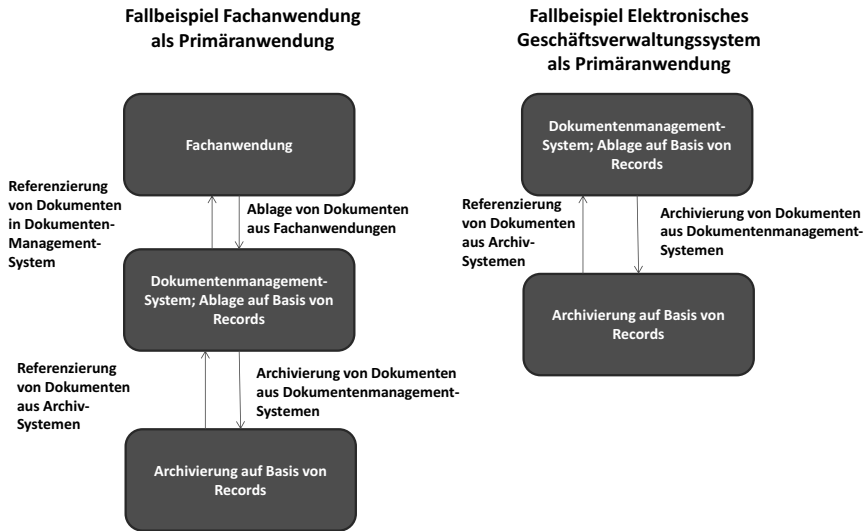 Fallbeispiel Fachanwendung
als Primäranwendung
Fachanwendung
Referenzierung
von Dokumenten
in Dokumenten-
Management-
System
Ablage von Dokumenten
aus Fachanwendungen
Dokumentenmanagement-
System; Ablage auf Basis von
Records
Referenzierung
von Dokumenten
aus Archiv-
Systemen
Archivierung von Dokumenten
aus Dokumentenmanagement-
Systemen
Archivierung auf Basis von
Records
Fallbeispiel Elektronisches
Geschäftsverwaltungssystem
als Primäranwendung
Dokumentenmanagement-
System; Ablage auf Basis von
Records
Referenzierung
von Dokumenten
aus Archiv-
Systemen
Archivierung von Dokumenten
aus Dokumentenmanagement-
Systemen
Archivierung auf Basis von
Records